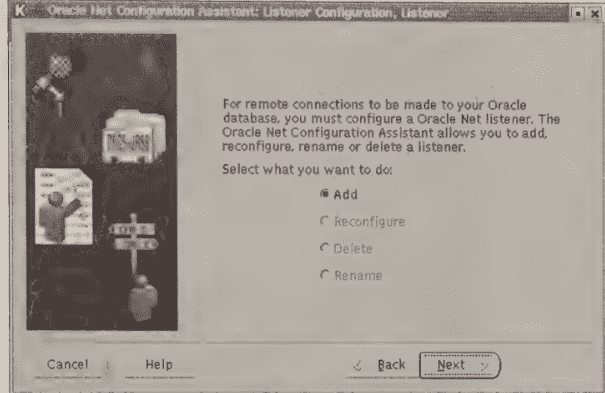 K Oracle Net Configuration Assistant: Listener Configuration, Listener
For remote connections to be made to your Oracle
database, you must configure a Oracle Net listener. The
Oracle Net Configuration Assistant allows you to add,
reconfigure, rename or delete a listener.
Select what you want to do:
Add
Reconfigure
Delete
Rename
Cancel
Help
Back
Next